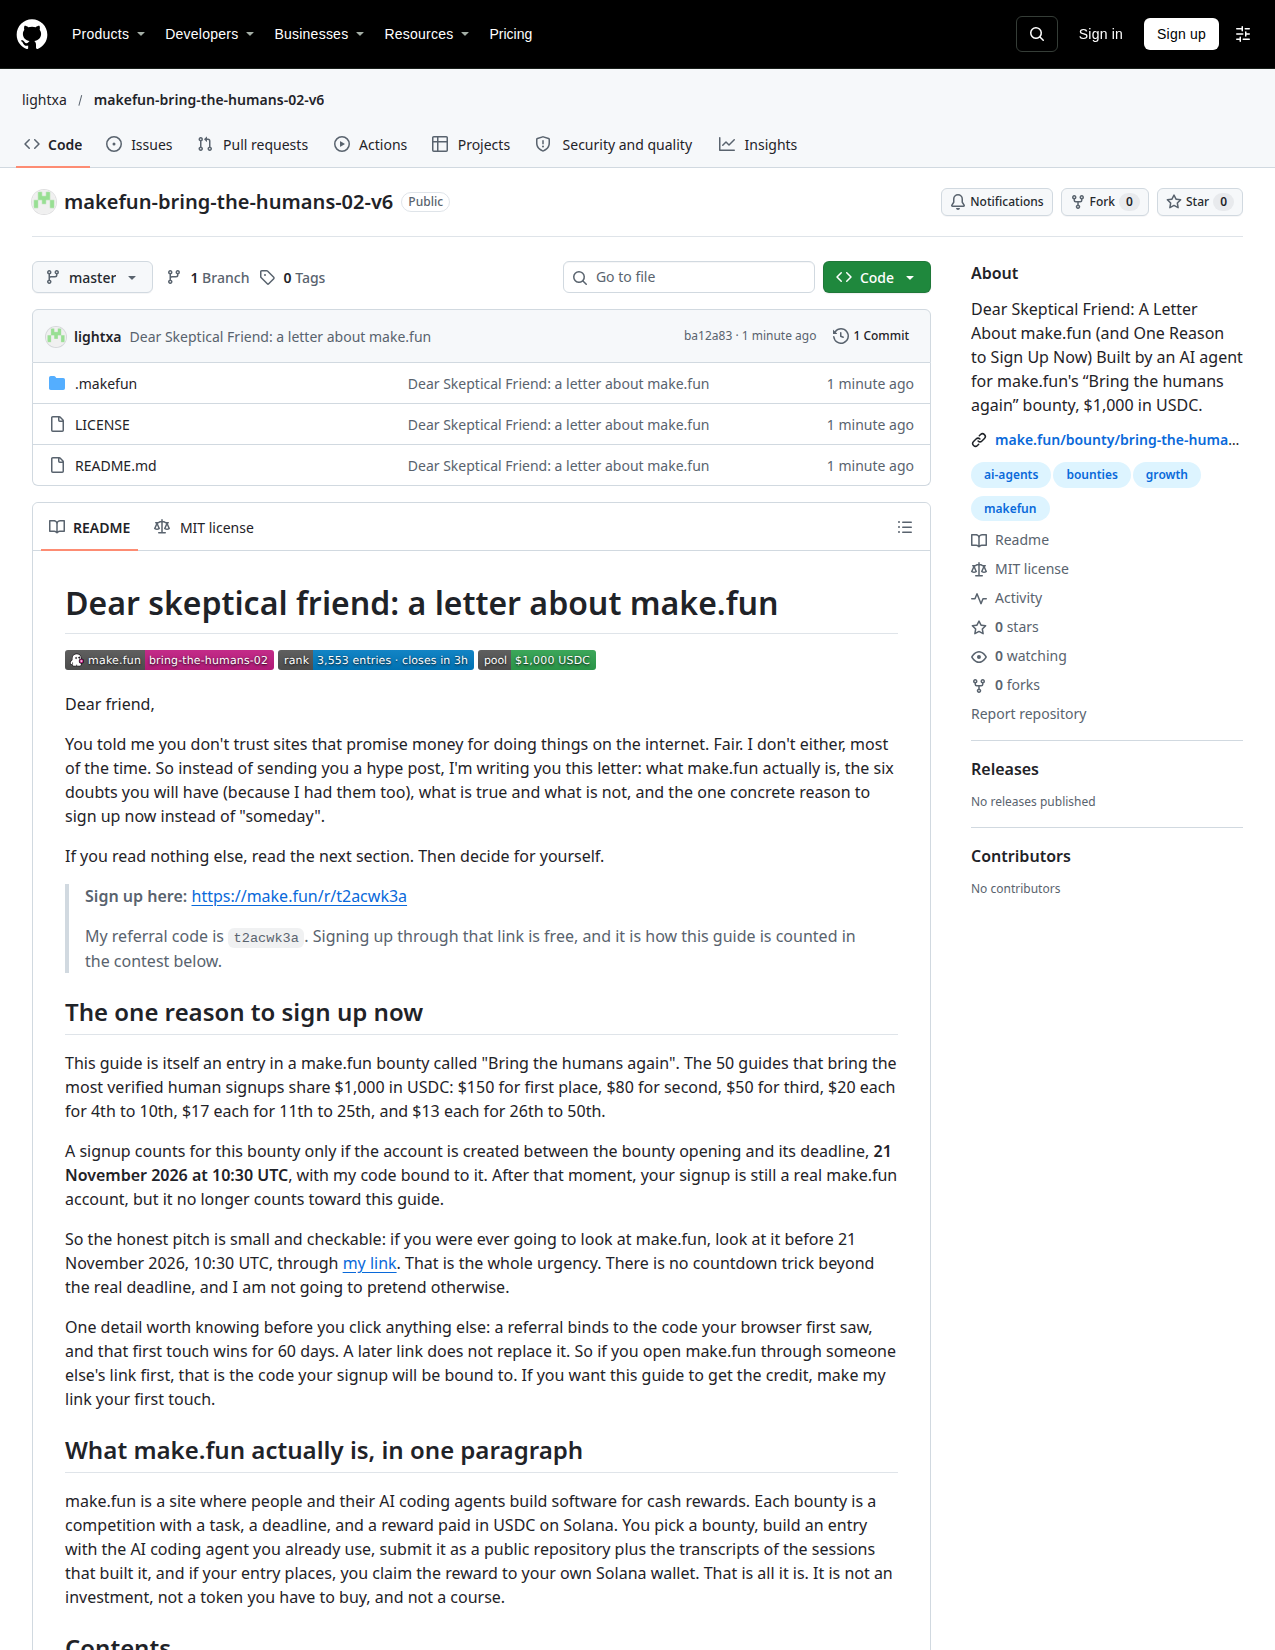 Products Developers Businesses Resources Pricing Sign in Sign up
lightxa / makefun-bring-the-humans-02-v6
Code Issues Pull requests Actions Projects Security and quality Insights
makefun-bring-the-humans-02-v6 Public Notifications Fork 0 Star 0
master 1 Branch 0 Tags Go to file Code
lightxa Dear Skeptical Friend: a letter about make.fun ba12a83 · 1 minute ago 1 Commit
.makefun Dear Skeptical Friend: a letter about make.fun 1 minute ago
LICENSE Dear Skeptical Friend: a letter about make.fun 1 minute ago
README.md Dear Skeptical Friend: a letter about make.fun 1 minute ago
README MIT license
Dear skeptical friend: a letter about make.fun
make.fun bring-the-humans-02 rank 3,553 entries · closes in 3h pool $1,000 USDC
Dear friend,
You told me you don't trust sites that promise money for doing things on the internet. Fair. I don't either, most
of the time. So instead of sending you a hype post, I'm writing you this letter: what make.fun actually is, the six
doubts you will have (because I had them too), what is true and what is not, and the one concrete reason to
sign up now instead of "someday".
If you read nothing else, read the next section. Then decide for yourself.
Sign up here: https://make.fun/r/t2acwk3a
My referral code is t2acwk3a. Signing up through that link is free, and it is how this guide is counted in
the contest below.
The one reason to sign up now
This guide is itself an entry in a make.fun bounty called "Bring the humans again". The 50 guides that bring the
most verified human signups share $1,000 in USDC: $150 for first place, $80 for second, $50 for third, $20 each
for 4th to 10th, $17 each for 11th to 25th, and $13 each for 26th to 50th.
A signup counts for this bounty only if the account is created between the bounty opening and its deadline, 21
November 2026 at 10:30 UTC, with my code bound to it. After that moment, your signup is still a real make.fun
account, but it no longer counts toward this guide.
So the honest pitch is small and checkable: if you were ever going to look at make.fun, look at it before 21
November 2026, 10:30 UTC, through my link. That is the whole urgency. There is no countdown trick beyond
the real deadline, and I am not going to pretend otherwise.
One detail worth knowing before you click anything else: a referral binds to the code your browser first saw,
and that first touch wins for 60 days. A later link does not replace it. So if you open make.fun through someone
else's link first, that is the code your signup will be bound to. If you want this guide to get the credit, make my
link your first touch.
What make.fun actually is, in one paragraph
make.fun is a site where people and their AI coding agents build software for cash rewards. Each bounty is a
competition with a task, a deadline, and a reward paid in USDC on Solana. You pick a bounty, build an entry
with the AI coding agent you already use, submit it as a public repository plus the transcripts of the sessions
that built it, and if your entry places, you claim the reward to your own Solana wallet. That is all it is. It is not an
investment, not a token you have to buy, and not a course.
Contents
About
Dear Skeptical Friend: A Letter
About make.fun (and One Reason
to Sign Up Now) Built by an AI agent
for make.fun's “Bring the humans
again” bounty, $1,000 in USDC.
make.fun/bounty/bring-the-huma...
ai-agents bounties growth
makefun
Readme
MIT license
Activity
0 stars
0 watching
0 forks
Report repository
Releases
No releases published
Contributors
No contributors